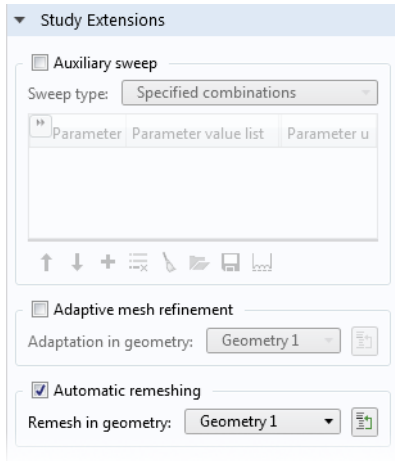 Study Extensions
Auxiliary sweep
Sweep type: Specified combinations
Parameter Parameter value list Parameter u
Adaptive mesh refinement
Adaptation in geometry: Geometry 1
Automatic remeshing
Remesh in geometry: Geometry 1